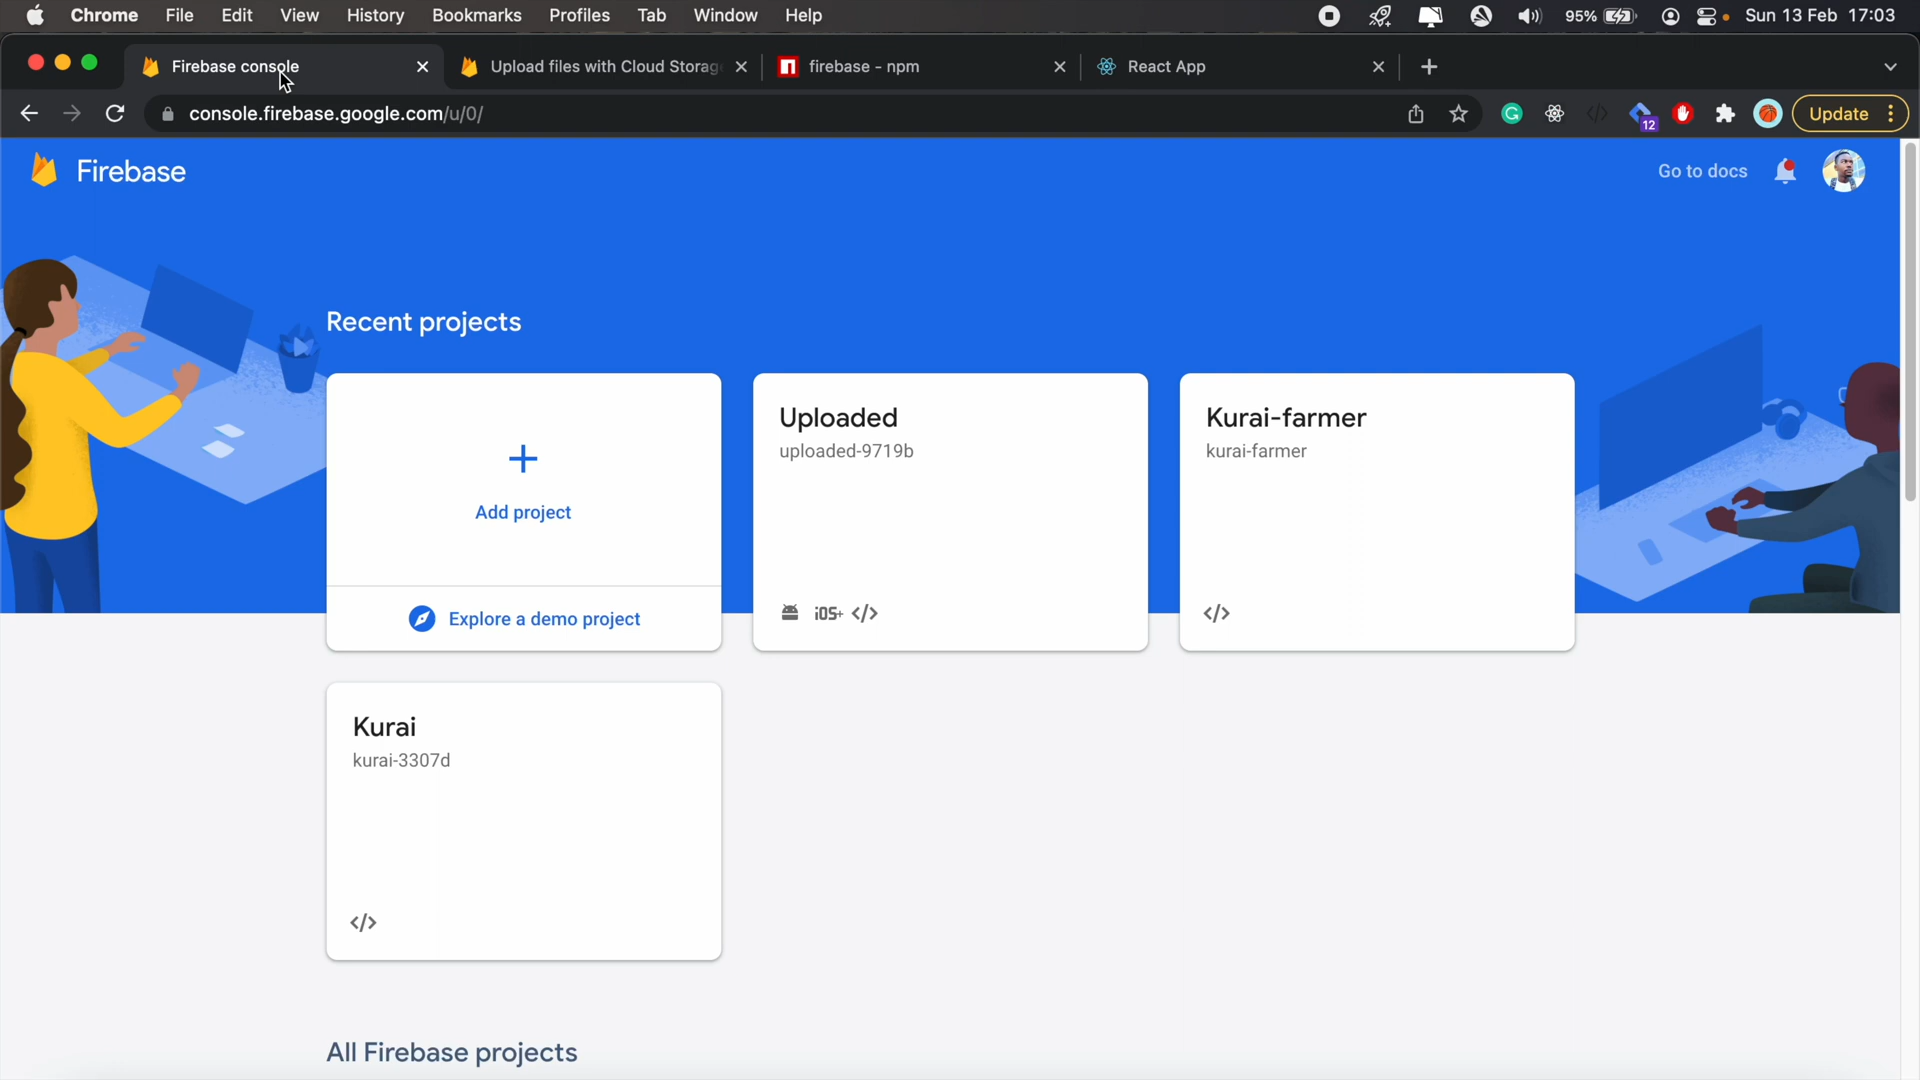 Chrome File Edit View History Bookmarks Profiles Tab Window Help 95% Sun 13 Feb 17:03
Firebase console Upload files with Cloud Storag firebase - npm React App
console.firebase.google.com/u/0/ 12 Update
Firebase Go to docs
Recent projects
Add project
Explore a demo project
Uploaded
uploaded-9719b
iOS+ </>
Kurai-farmer
kurai-farmer
</>
Kurai
kurai-3307d
</>
All Firebase projects